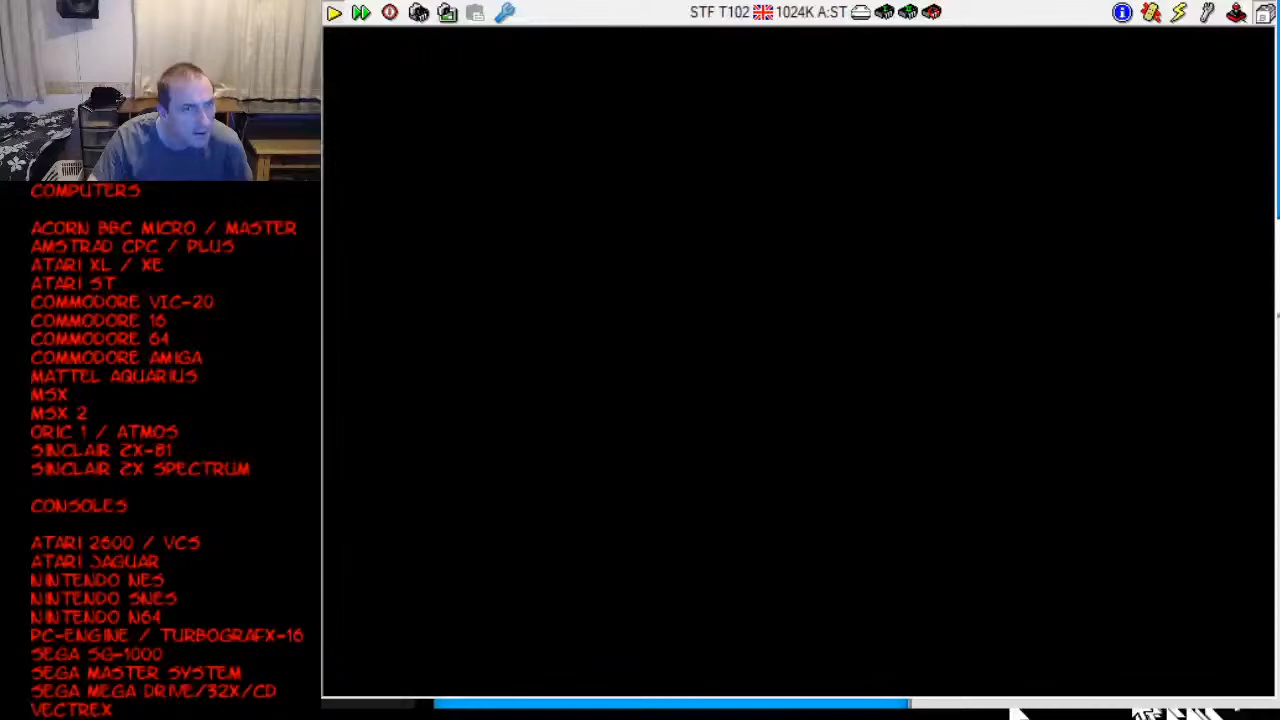 STF T102 1024K A:ST
COMPUTERS
ACORN BBC MICRO / MASTER
AMSTRAD CPC / PLUS
ATARI XL / XE
ATARI ST
COMMODORE VIC-20
COMMODORE 16
COMMODORE 64
COMMODORE AMIGA
MATTEL AQUARIUS
MSX
MSX 2
ORIC 1 / ATMOS
SINCLAIR ZX-81
SINCLAIR ZX SPECTRUM
CONSOLES
ATARI 2600 / VCS
ATARI JAGUAR
NINTENDO NES
NINTENDO SNES
NINTENDO N64
PC-ENGINE / TURBOGRAFX-16
SEGA SG-1000
SEGA MASTER SYSTEM
SEGA MEGA DRIVE/32X/CD
VECTREX